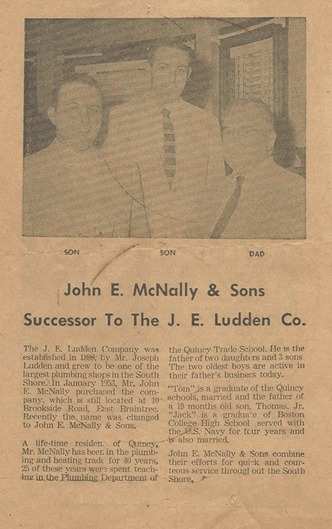 SON SON DAD
John E. McNally & Sons
Successor To The J. E. Ludden Co.
The J. E. Ludden Company was
established in 1898, by Mr. Joseph
Ludden and grew to be one of the
largest plumbing shops in the South
Shore. In January 1953, Mr. John
E. McNally purchased the com-
pany, which is still located at 19
Brookside Road, East Braintree.
Recently the name was changed
to John E. McNally & Sons.
A life-time resident of Quincy,
Mr. McNally has been in the plumb-
ing and heating trade for 40 years,
25 of these years were spent teach-
ing in the Plumbing Department of
the Quincy Trade School. He is the
father of two daughters and 3 sons
The two oldest boys are active in
their father's business today.
"Tom" is a graduate of the Quincy
schools, married and the father of
a 19 months old son, Thomas, Jr.
"Jack" is a graduate of Boston
College High School served with
the U.S. Navy for four years and
is also married.
John E. McNally & Sons combine
their efforts for quick and cour-
teous service througt out the South
Shore.